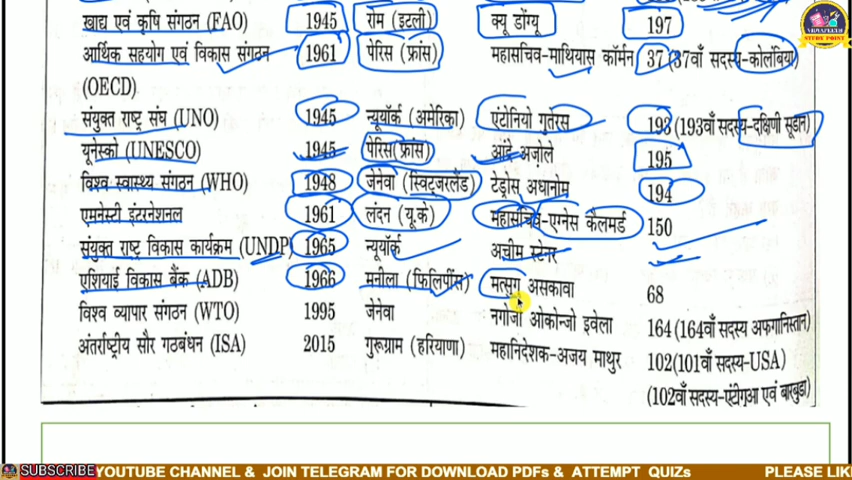 खाद्य एवं कृषि संगठन (FAO) 1945 रोम (इटली) क्यू डोंग्यू 197
आर्थिक सहयोग एवं विकास संगठन 1961 पेरिस (फ्रांस) महासचिव-माथियास कॉर्मन 37 (37वाँ सदस्य-कोलंबिया)
(OECD)
संयुक्त राष्ट्र संघ (UNO) 1945 न्यूयॉर्क (अमेरिका) एंटोनियो गुतेरस 193 (193वाँ सदस्य-दक्षिणी सूडान)
यूनेस्को (UNESCO) 1945 पेरिस (फ्रांस) आंद्रे अजोले 195
विश्व स्वास्थ्य संगठन (WHO) 1948 जेनेवा (स्विट्जरलैंड) टेड्रोस अधानोम 194
एमनेस्टी इंटरनेशनल 1961 लंदन (यू.के) महासचिव-एग्नेस कैलमर्ड 150
संयुक्त राष्ट्र विकास कार्यक्रम (UNDP) 1965 न्यूयॉर्क अचीम स्टेनर
एशियाई विकास बैंक (ADB) 1966 मनीला (फिलिपींस) मत्सगु असकावा 68
विश्व व्यापार संगठन (WTO) 1995 जेनेवा नगोजी ओकोन्जो इवेला 164 (164वाँ सदस्य अफगानिस्तान)
अंतर्राष्ट्रीय सौर गठबंधन (ISA) 2015 गुरूग्राम (हरियाणा) महानिदेशक-अजय माथुर 102 (101वाँ सदस्य-USA)
(102वाँ सदस्य-एंटीगुआ एवं बारबुडा)
STUDY POINT
SUBSCRIBE YOUTUBE CHANNEL & JOIN TELEGRAM FOR DOWNLOAD PDFs & ATTEMPT QUIZs PLEASE LIK